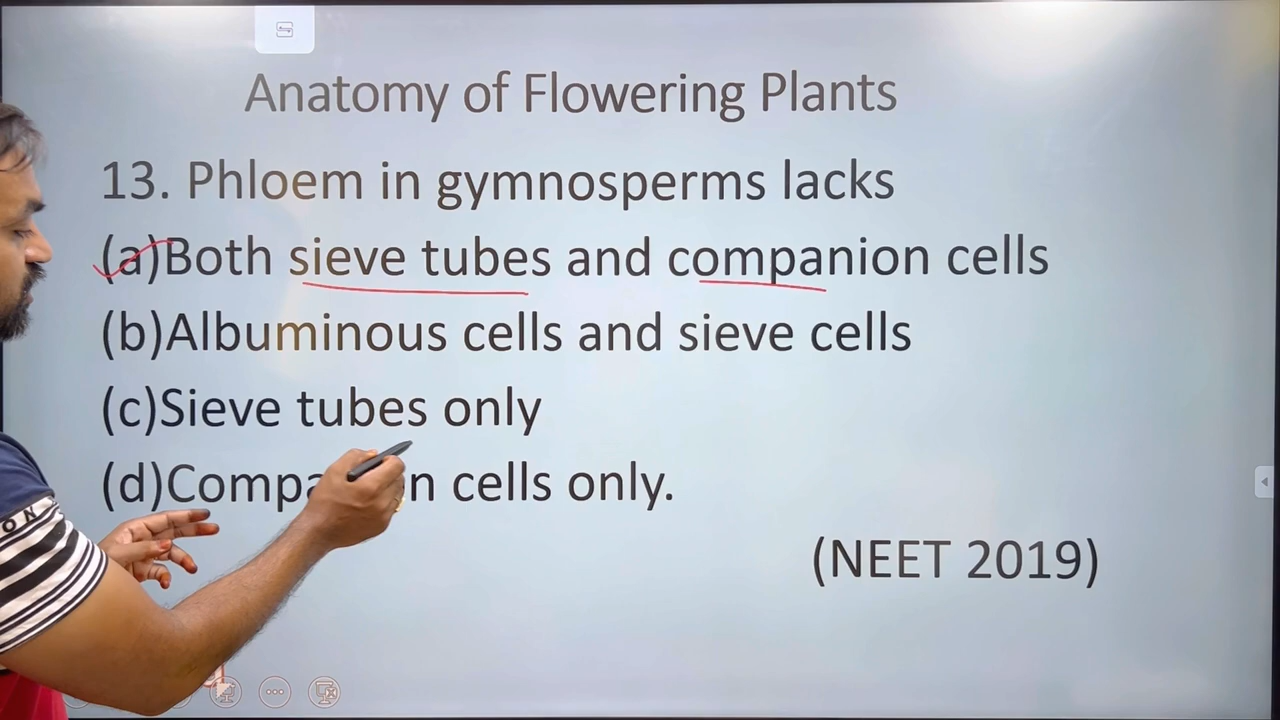 Anatomy of Flowering Plants
13. Phloem in gymnosperms lacks
(a)Both sieve tubes and companion cells
(b)Albuminous cells and sieve cells
(c)Sieve tubes only
(d) cells only.
(NEET 2019)
ON